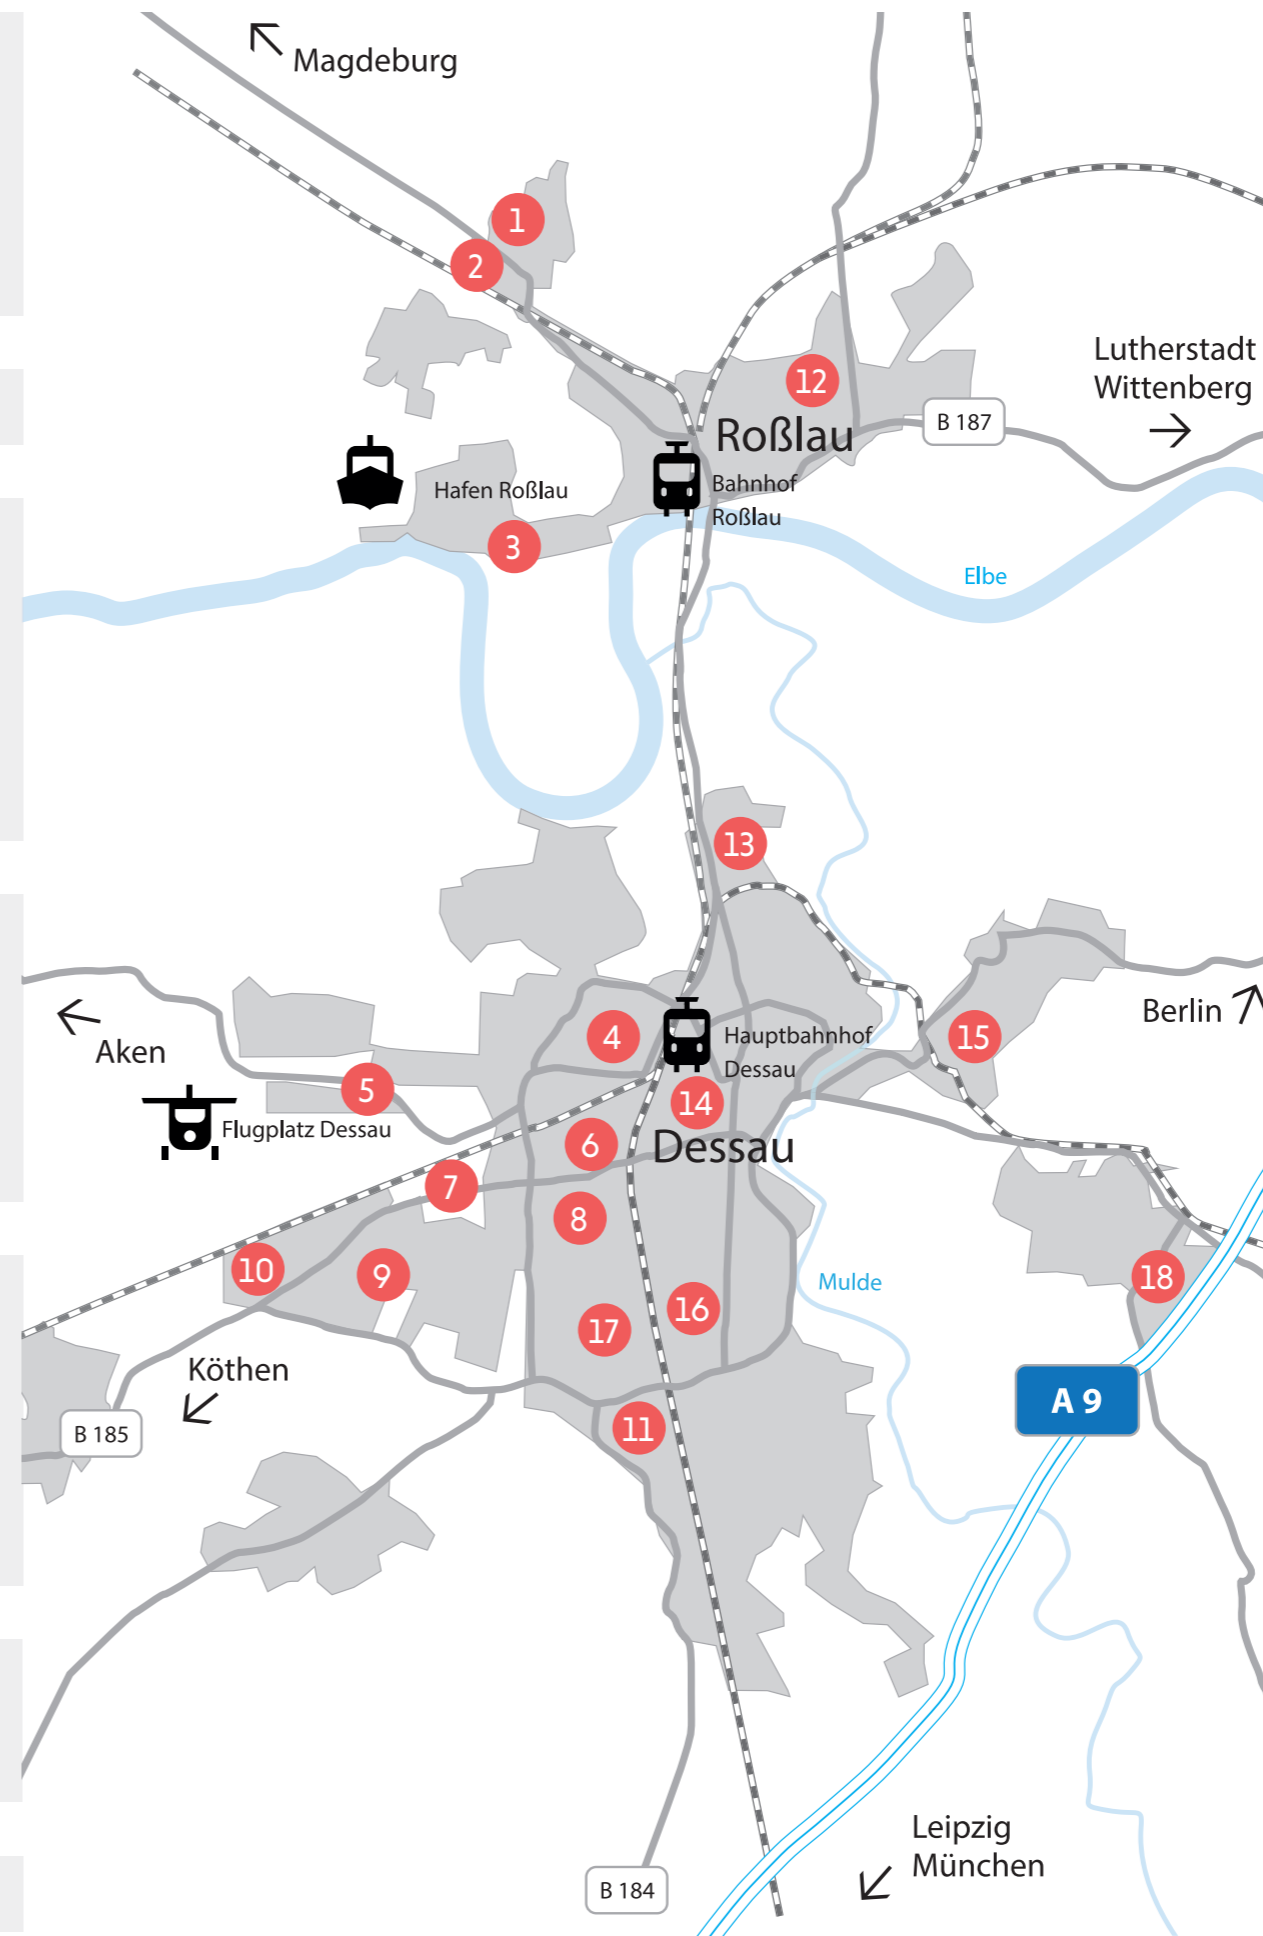 Magdeburg
1
2
Lutherstadt
Wittenberg
12
B 187
Roßlau
Bahnhof
Roßlau
Hafen Roßlau
3
Elbe
13
4
Hauptbahnhof
Dessau
15
Berlin
Aken
5
Flugplatz Dessau
14
6
Dessau
7
8
10
9
Mulde
18
16
17
Köthen
A 9
B 185
11
Leipzig
München
B 184